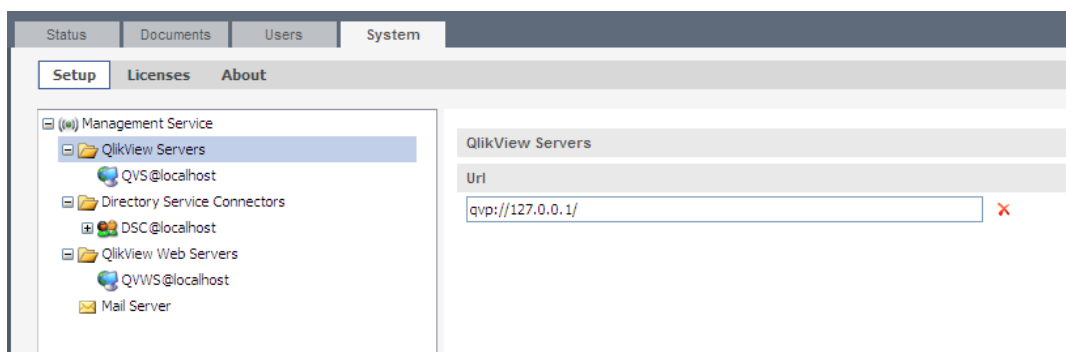 Status Documents Users System
Setup Licenses About
Management Service
QlikView Servers
QVS@localhost
Directory Service Connectors
DSC@localhost
QlikView Web Servers
QVWS@localhost
Mail Server
QlikView Servers
Url
qvp://127.0.0.1/